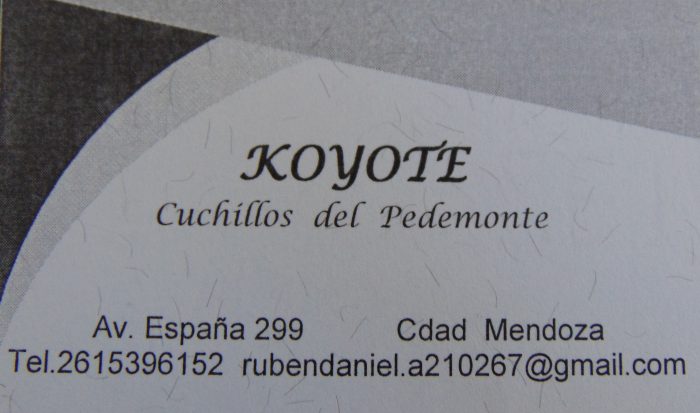 KOYOTE
Cuchillos del Pedemonte
Av. España 299 Cdad Mendoza
Tel.2615396152 rubendaniel.a210267@gmail.com